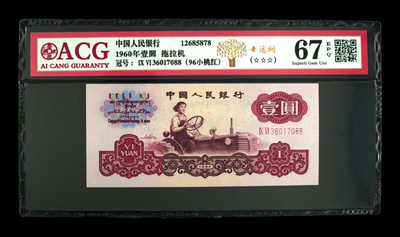 ACG
AI CANG GUARANTY
中国人民银行 12685878
1960年壹圆 拖拉机
冠号: IX VI 36017088 (96小桃红)
幸运树
(☆☆☆)
67 EPQ
Superb Gem Unc
中国人民银行
壹圆
IX VI 36017088
YI YUAN
1960
1